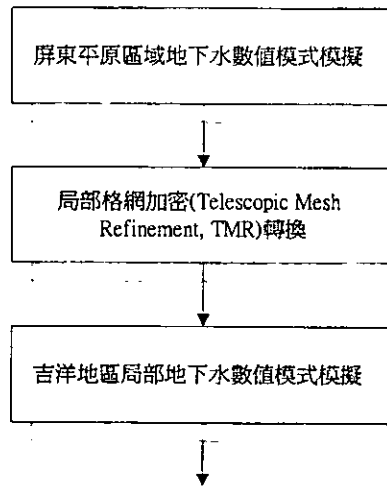 屏東平原區域地下水數值模式模擬
局部格網加密(Telescopic Mesh
Refinement, TMR)轉換
吉洋地區局部地下水數值模式模擬